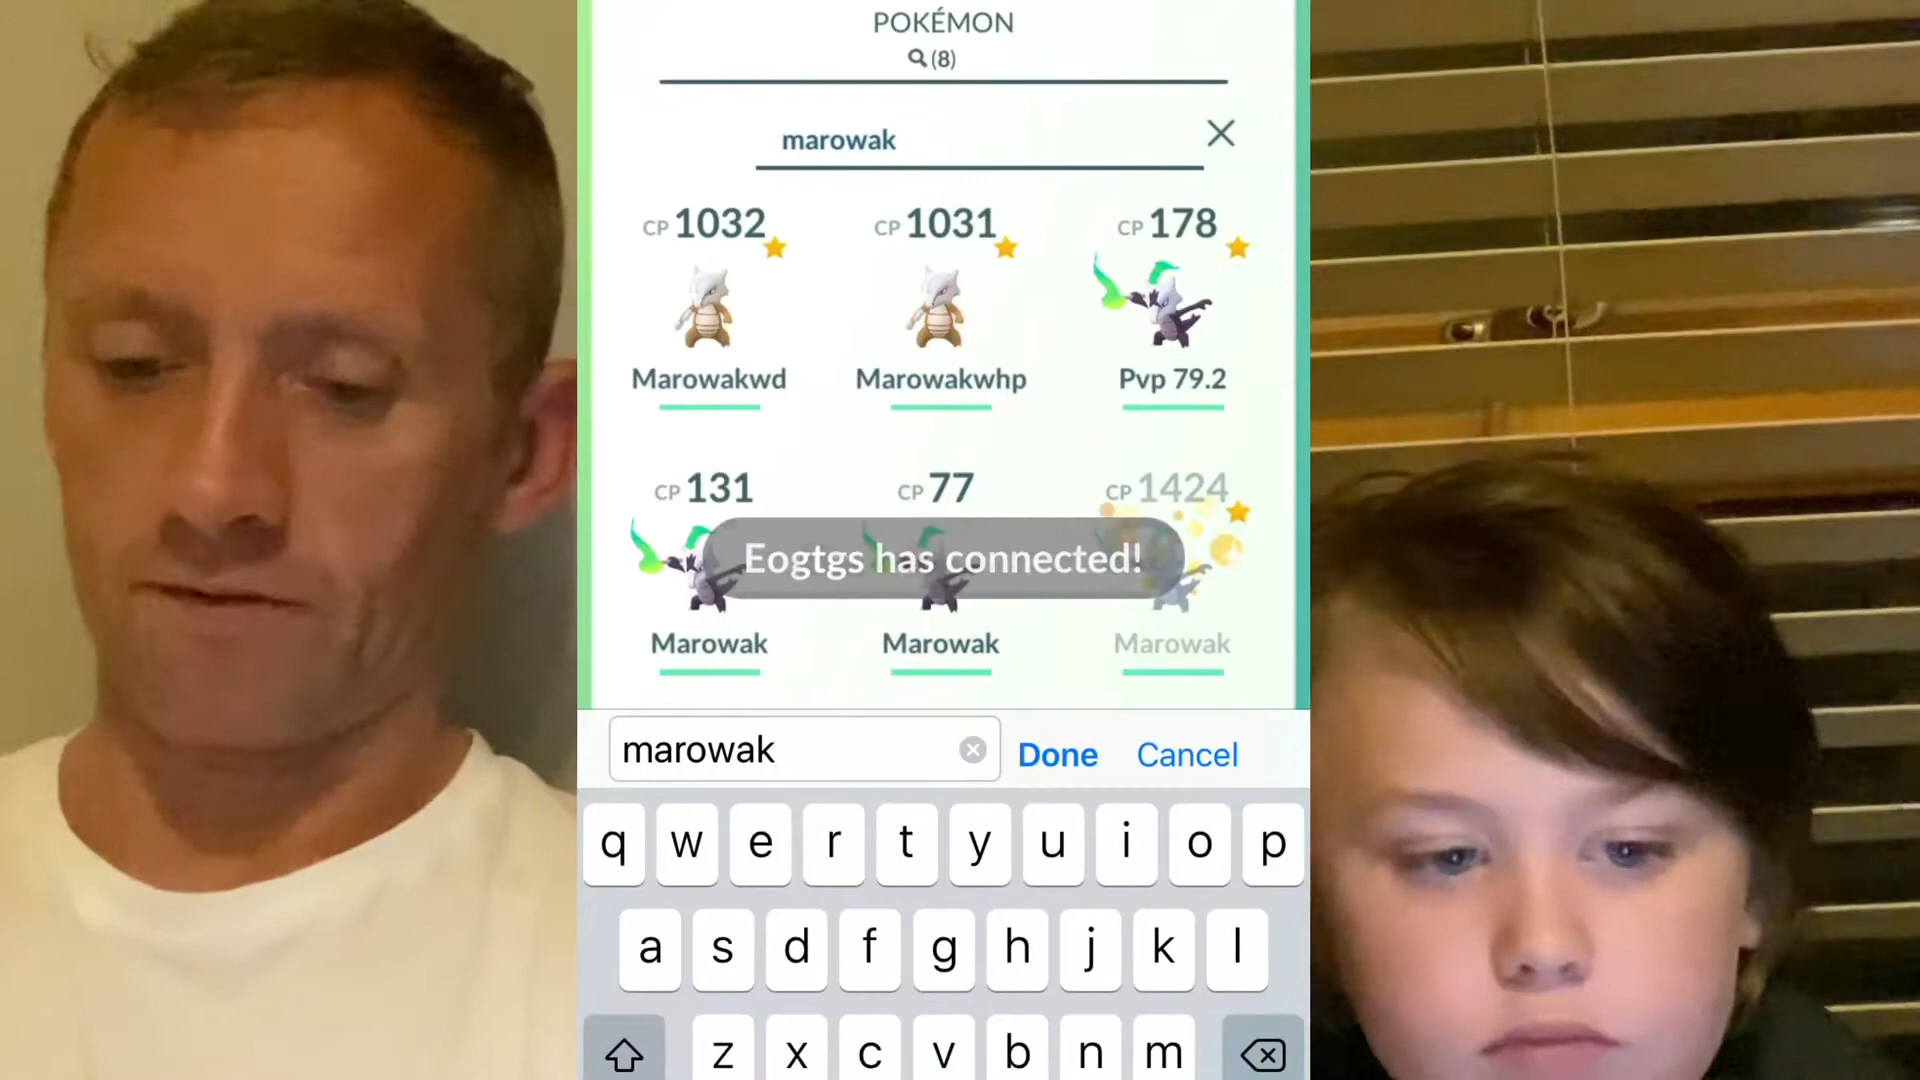 POKÉMON
(8)
marowak
CP 1032
CP 1031
CP 178
Marowakwd
Marowakwhp
Pvp 79.2
CP 131
CP 77
CP 1424
Eogtgs has connected!
Marowak
Marowak
Marowak
marowak
Done
Cancel
q w e r t y u i o p
a s d f g h j k l
z x c v b n m